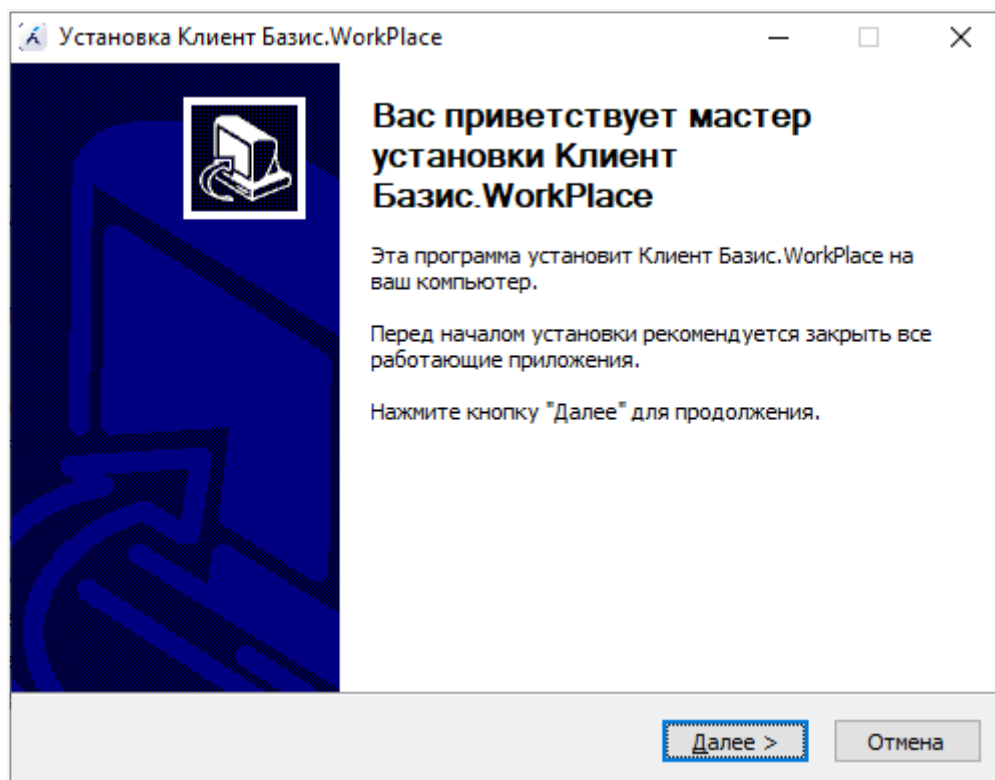 Установка Клиент Базис.WorkPlace
Вас приветствует мастер
установки Клиент
Базис.WorkPlace
Эта программа установит Клиент Базис.WorkPlace на
ваш компьютер.
Перед началом установки рекомендуется закрыть все
работающие приложения.
Нажмите кнопку "Далее" для продолжения.
Далее >
Отмена